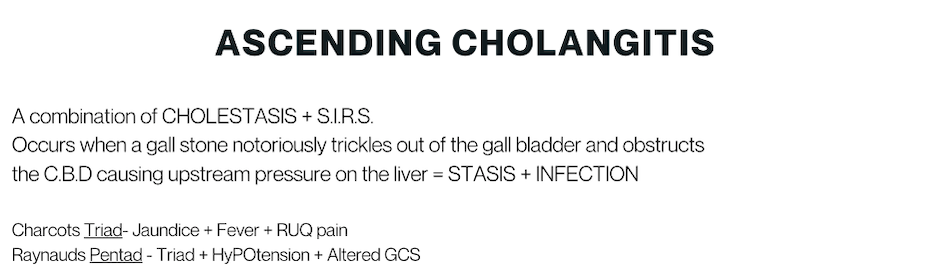 ASCENDING CHOLANGITIS
A combination of CHOLESTASIS + S.I.R.S.
Occurs when a gall stone notoriously trickles out of the gall bladder and obstructs
the C.B.D causing upstream pressure on the liver = STASIS + INFECTION
Charcots Triad- Jaundice + Fever + RUQ pain
Raynauds Pentad - Triad + HyPOtension + Altered GCS